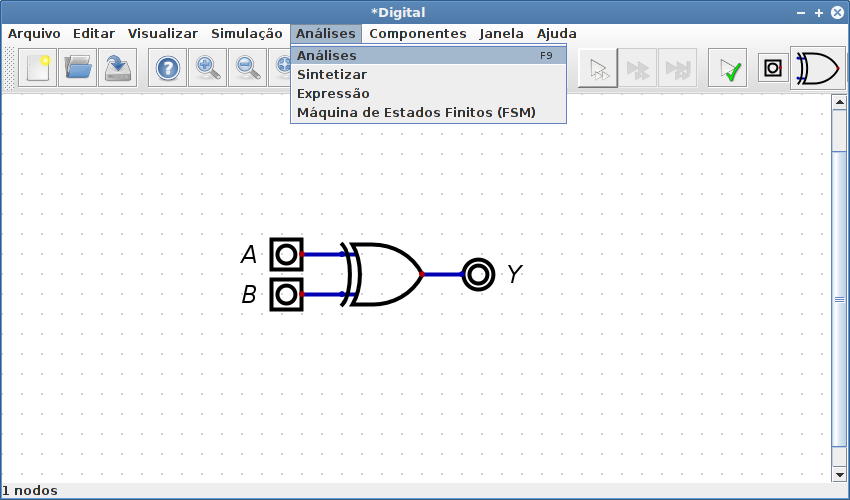 *Digital
Arquivo Editar Visualizar Simulação Análises Componentes Janela Ajuda
Análises F9
Sintetizar
Expressão
Máquina de Estados Finitos (FSM)
A
B
Y
1 nodos